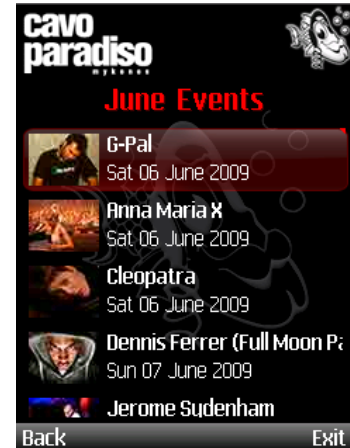 cavo
paradiso
mykonos
June Events
G-Pal
Sat 06 June 2009
Anna Maria X
Sat 06 June 2009
Cleopatra
Sat 06 June 2009
Dennis Ferrer (Full Moon Pa
Sun 07 June 2009
Jerome Sydenham
Back Exit